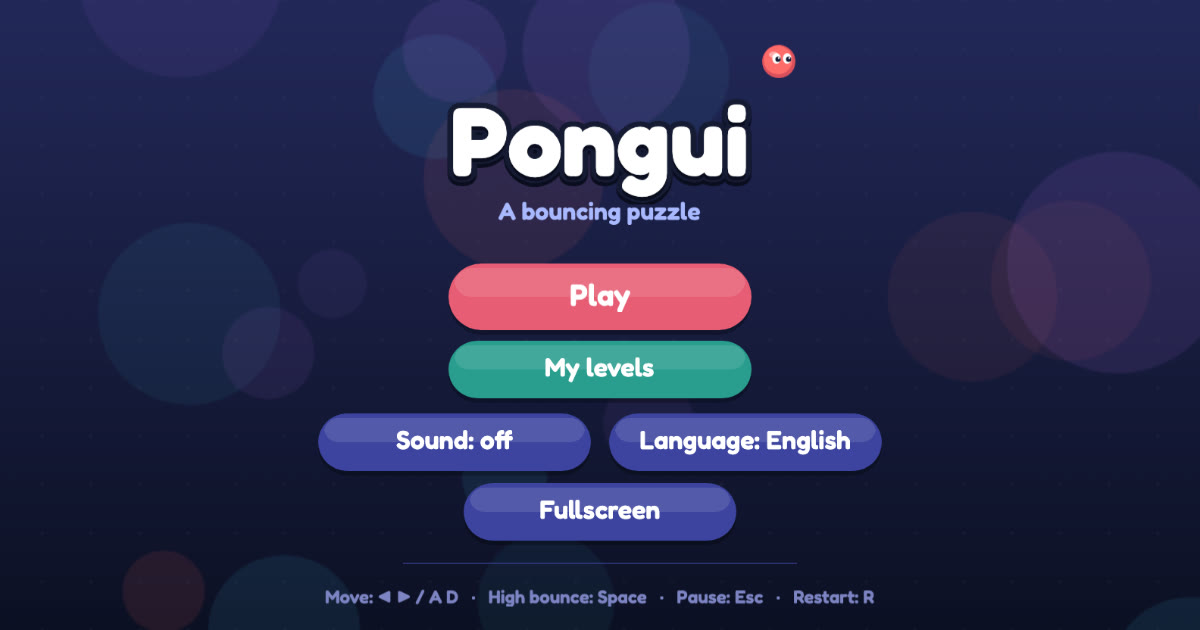 Pongui
A bouncing puzzle
Play
My levels
Sound: off
Language: English
Fullscreen
Move: ◀ ▶ / A D · High bounce: Space · Pause: Esc · Restart: R